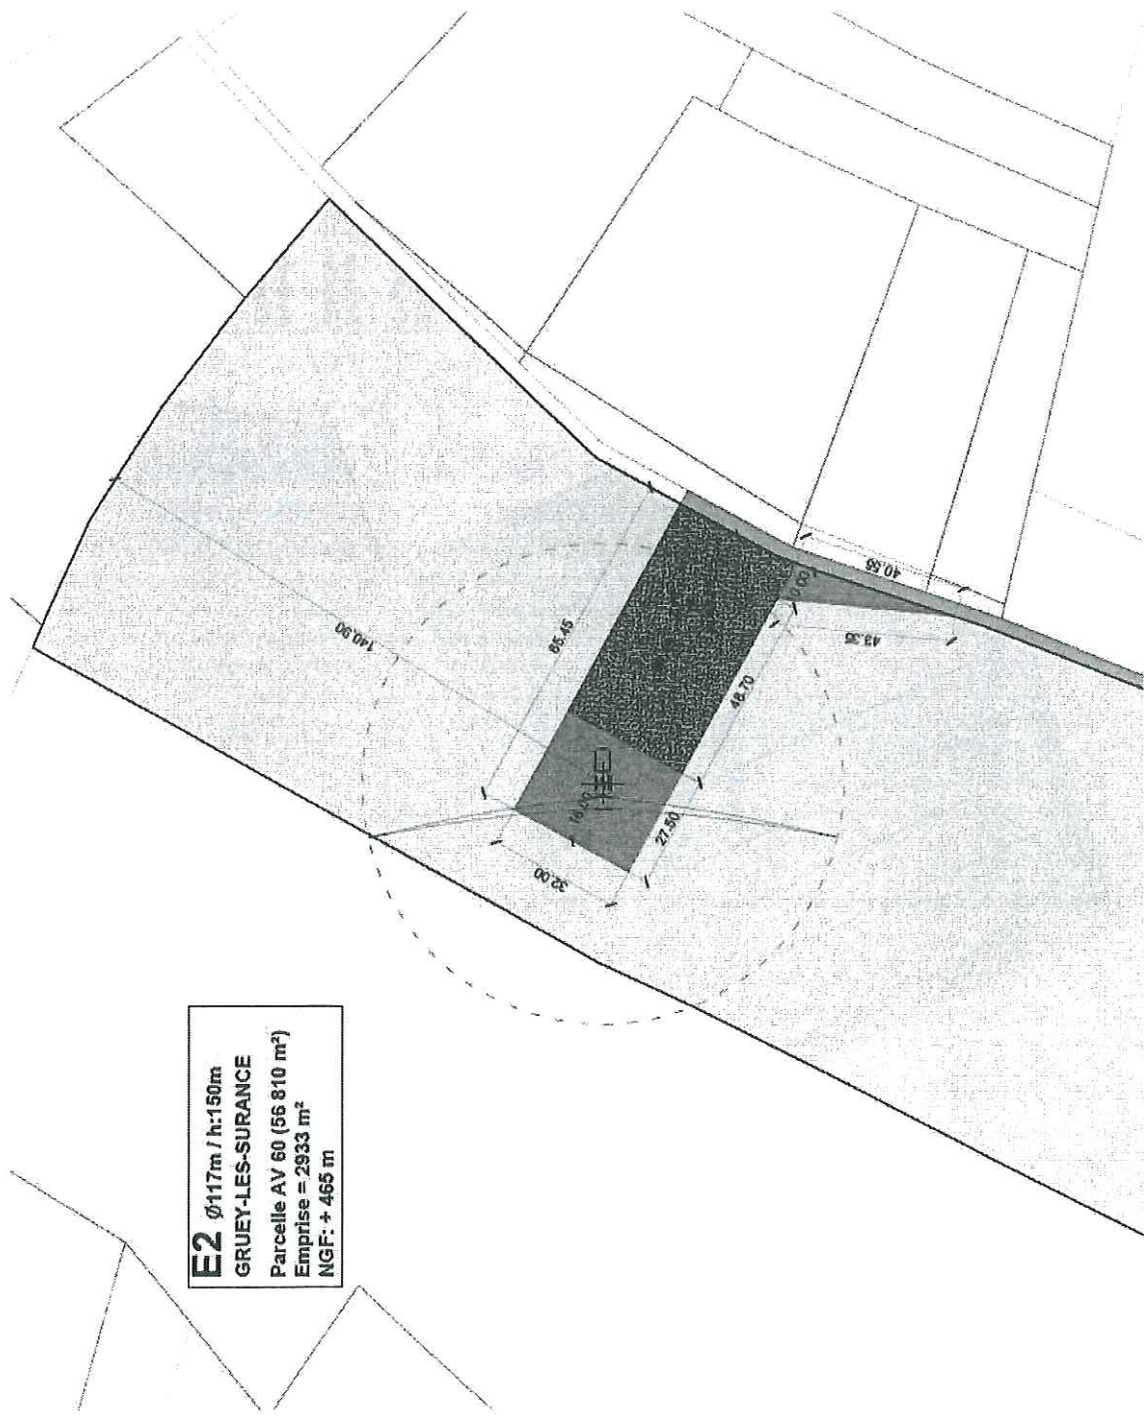 E2 Ø117m / h:150m
GRUEY-LES-SURANCE
Parcelle AV 60 (56 810 m²)
Emprise = 2933 m²
NGF: + 465 m
140.90
85.45
32.00
27.50
48.70
43.35
40.55